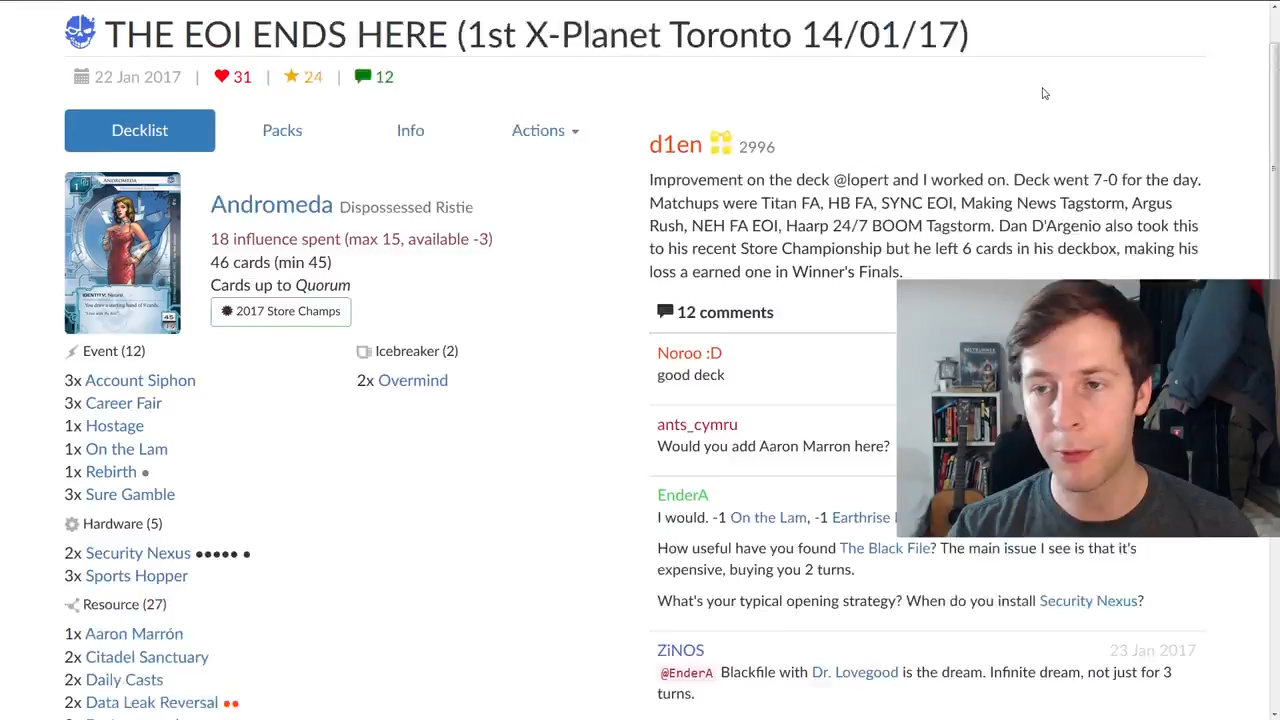 THE EOI ENDS HERE (1st X-Planet Toronto 14/01/17)
22 Jan 2017 | 31 | 24 | 12
Decklist Packs Info Actions
d1en 2996
Improvement on the deck @lopert and I worked on. Deck went 7-0 for the day.
Matchups were Titan FA, HB FA, SYNC EOI, Making News Tagstorm, Argus
Rush, NEH FA EOI, Haarp 24/7 BOOM Tagstorm. Dan D'Argenio also took this
to his recent Store Championship but he left 6 cards in his deckbox, making his
loss a earned one in Winner's Finals.
ANDROMEDA
Andromeda Dispossessed Ristie
18 influence spent (max 15, available -3)
46 cards (min 45)
Cards up to Quorum
2017 Store Champs
Event (12)
3x Account Siphon
3x Career Fair
1x Hostage
1x On the Lam
1x Rebirth
3x Sure Gamble
Hardware (5)
2x Security Nexus
3x Sports Hopper
Resource (27)
1x Aaron Marrón
2x Citadel Sanctuary
2x Daily Casts
2x Data Leak Reversal
Icebreaker (2)
2x Overmind
12 comments
Noroo :D
good deck
ants_cymru
Would you add Aaron Marron here?
EnderA
I would. -1 On the Lam, -1 Earthrise
How useful have you found The Black File? The main issue I see is that it's
expensive, buying you 2 turns.
What's your typical opening strategy? When do you install Security Nexus?
ZiNOS 23 Jan 2017
@EnderA Blackfile with Dr. Lovegood is the dream. Infinite dream, not just for 3
turns.